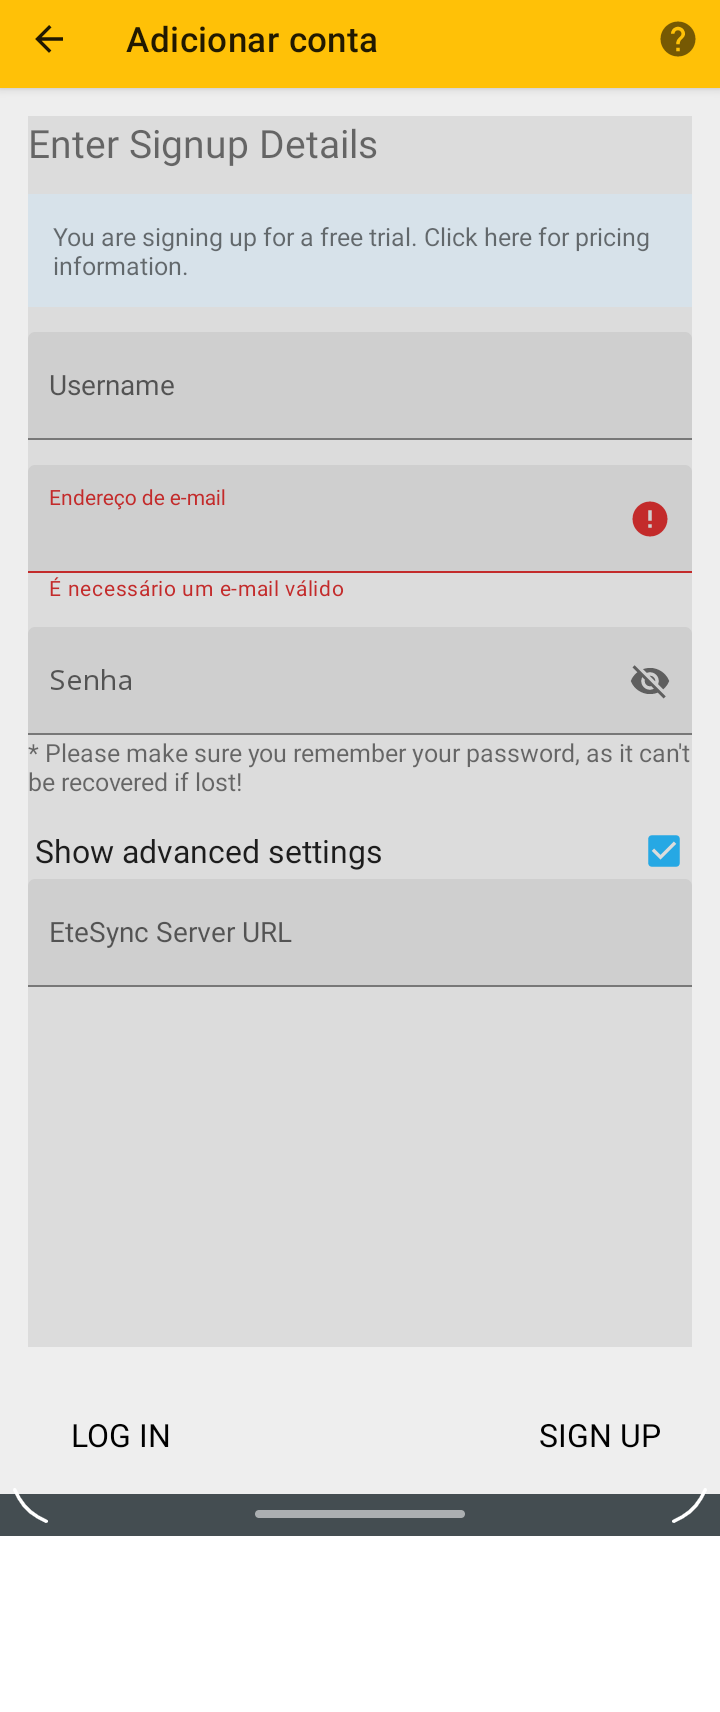 Adicionar conta
Enter Signup Details
You are signing up for a free trial. Click here for pricing
information.
Username
Endereço de e-mail
É necessário um e-mail válido
Senha
* Please make sure you remember your password, as it can't
be recovered if lost!
Show advanced settings
EteSync Server URL
LOG IN
SIGN UP